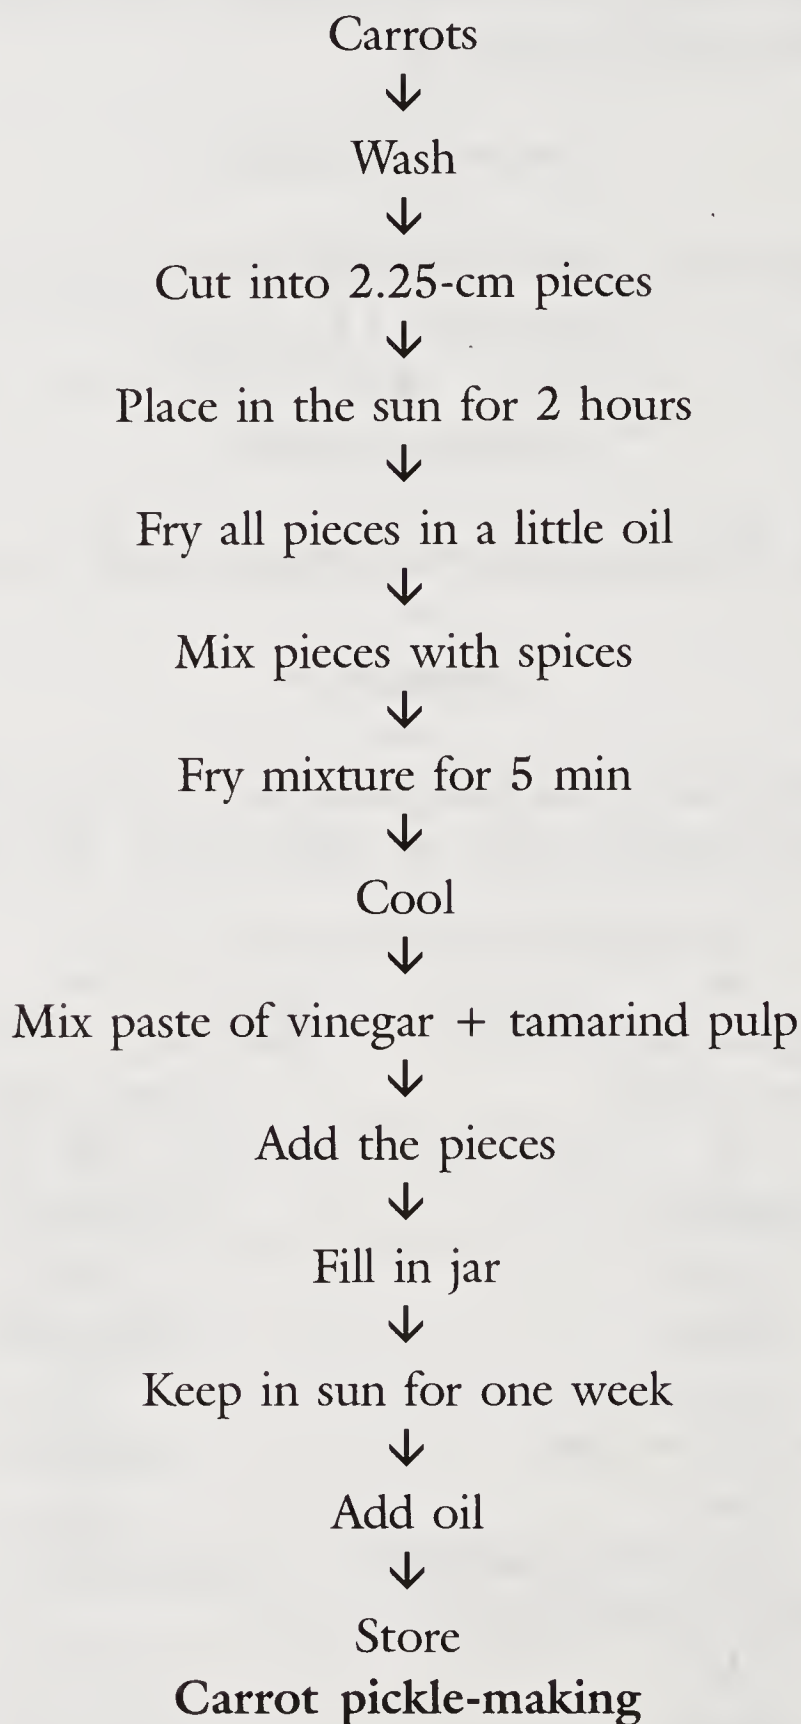 Carrots
↓
Wash
↓
Cut into 2.25-cm pieces
↓
Place in the sun for 2 hours
↓
Fry all pieces in a little oil
↓
Mix pieces with spices
↓
Fry mixture for 5 min
↓
Cool
↓
Mix paste of vinegar + tamarind pulp
↓
Add the pieces
↓
Fill in jar
↓
Keep in sun for one week
↓
Add oil
↓
Store
Carrot pickle-making